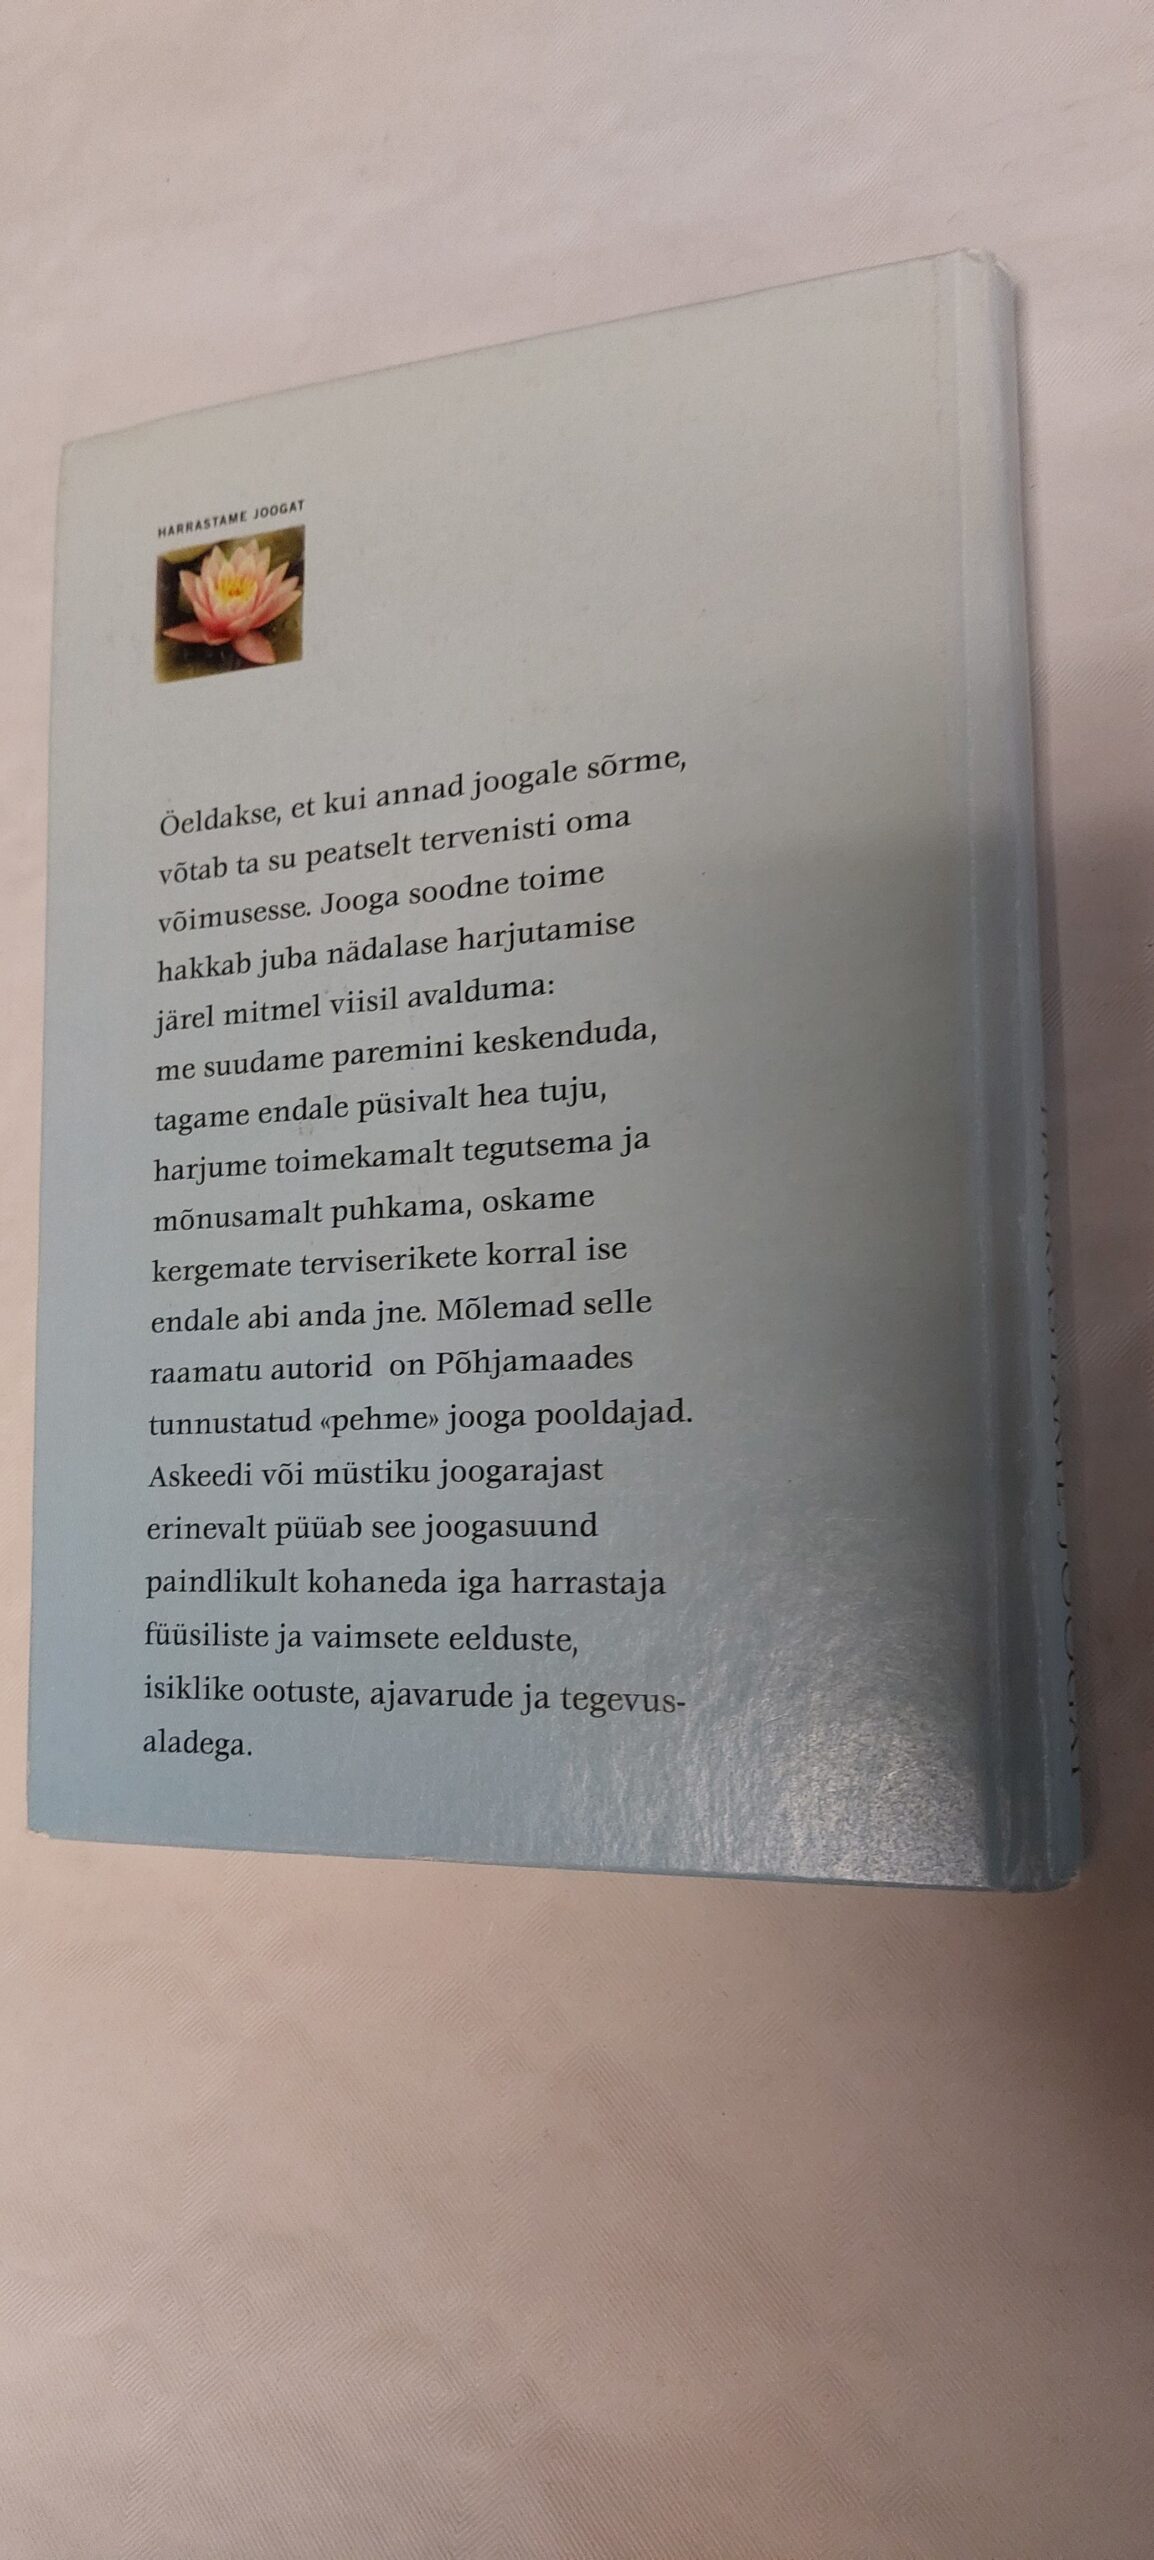 HARRASTAME JOOGAT
Öeldakse, et kui annad joogale sõrme,
võtab ta su peatselt tervenisti oma
võimusesse. Jooga soodne toime
hakkab juba nädalase harjutamise
järel mitmel viisil avalduma:
me suudame paremini keskenduda,
tagame endale püsivalt hea tuju,
harjume toimekamalt tegutsema ja
mõnusamalt puhkama, oskame
kergemate terviserikete korral ise
endale abi anda jne. Mõlemad selle
raamatu autorid on Põhjamaades
tunnustatud «pehme» jooga pooldajad.
Askeedi või müstiku joogarajast
erinevalt püüab see joogasuund
paindlikult kohaneda iga harrastaja
füüsiliste ja vaimsete eelduste,
isiklike ootuste, ajavarude ja tegevus-
aladega.